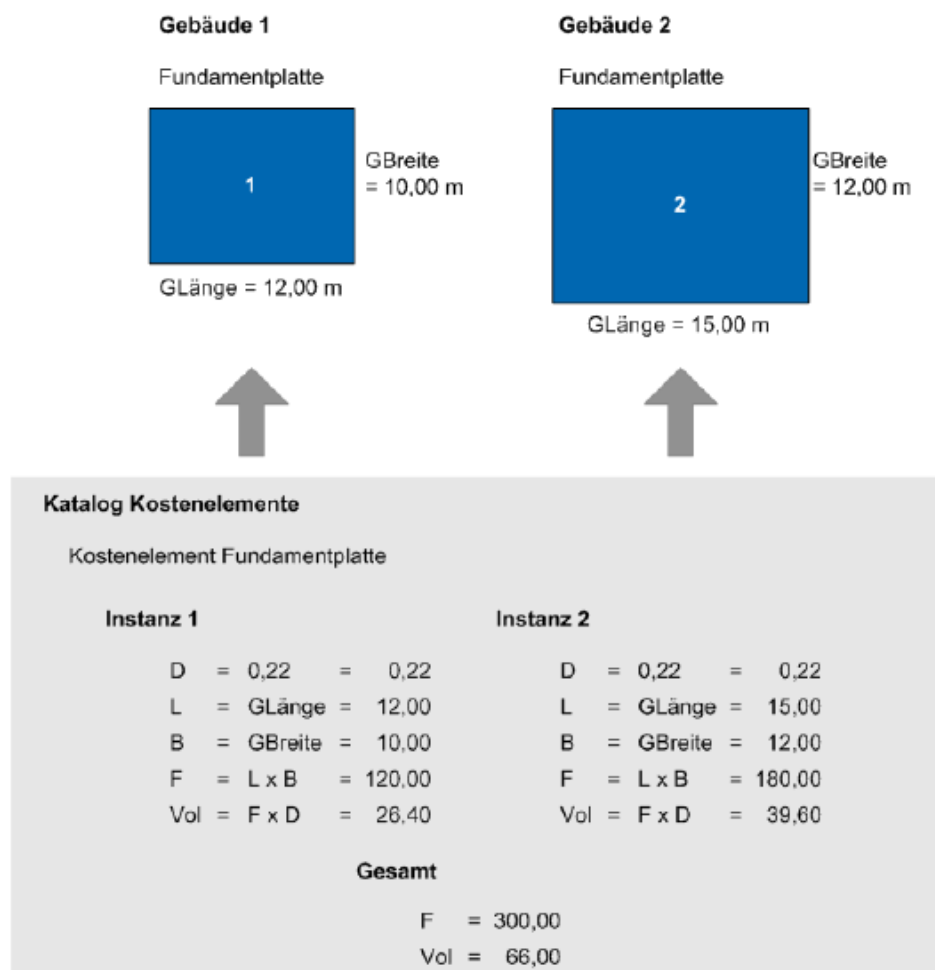 Gebäude 1
Fundamentplatte
1
GBreite
= 10,00 m
GLänge = 12,00 m
Gebäude 2
Fundamentplatte
2
GBreite
= 12,00 m
GLänge = 15,00 m
Katalog Kostenelemente
Kostenelement Fundamentplatte
Instanz 1
D = 0,22 = 0,22
L = GLänge = 12,00
B = GBreite = 10,00
F = L x B = 120,00
Vol = F x D = 26,40
Instanz 2
D = 0,22 = 0,22
L = GLänge = 15,00
B = GBreite = 12,00
F = L x B = 180,00
Vol = F x D = 39,60
Gesamt
F = 300,00
Vol = 66,00